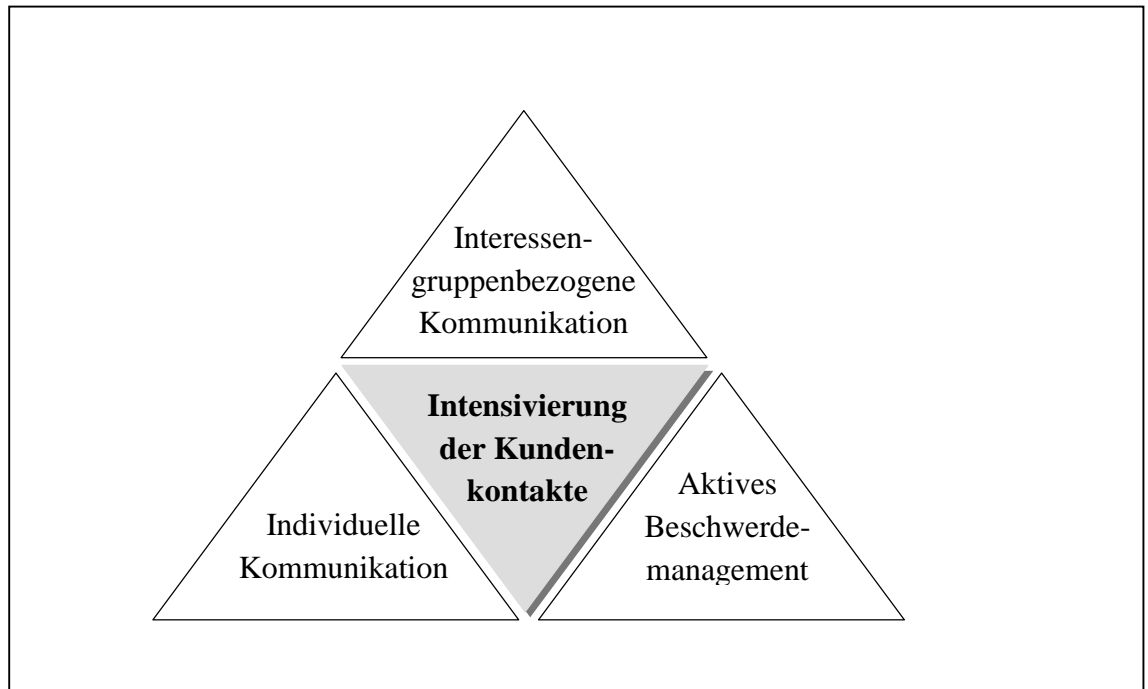 Interessen-
gruppenbezogene
Kommunikation
Intensivierung
der Kunden-
kontakte
Individuelle
Kommunikation
Aktives
Beschwerde-
management